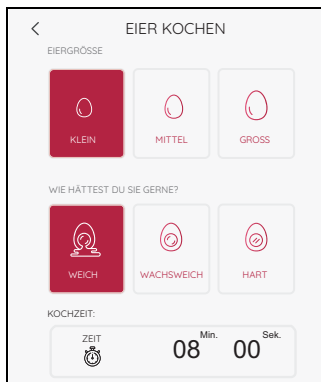 EIER KOCHEN
EIERGRÖSSE
KLEIN MITTEL GROSS
WIE HÄTTEST DU SIE GERNE?
WEICH WACHSWEICH HART
KOCHZEIT:
ZEIT 08 Min. 00 Sek.